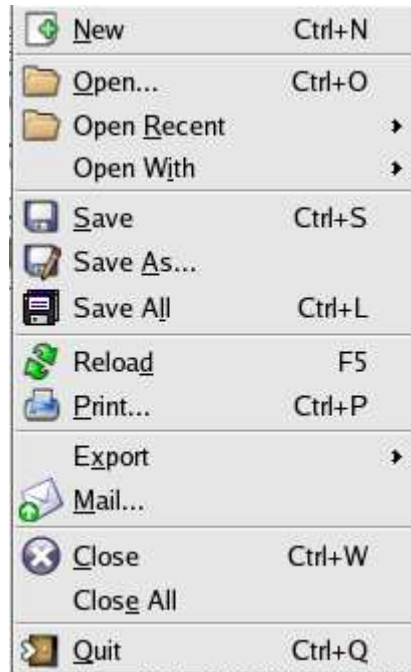 New Ctrl+N
Open... Ctrl+O
Open Recent
Open With
Save Ctrl+S
Save As...
Save All Ctrl+L
Reload F5
Print... Ctrl+P
Export
Mail...
Close Ctrl+W
Close All
Quit Ctrl+Q